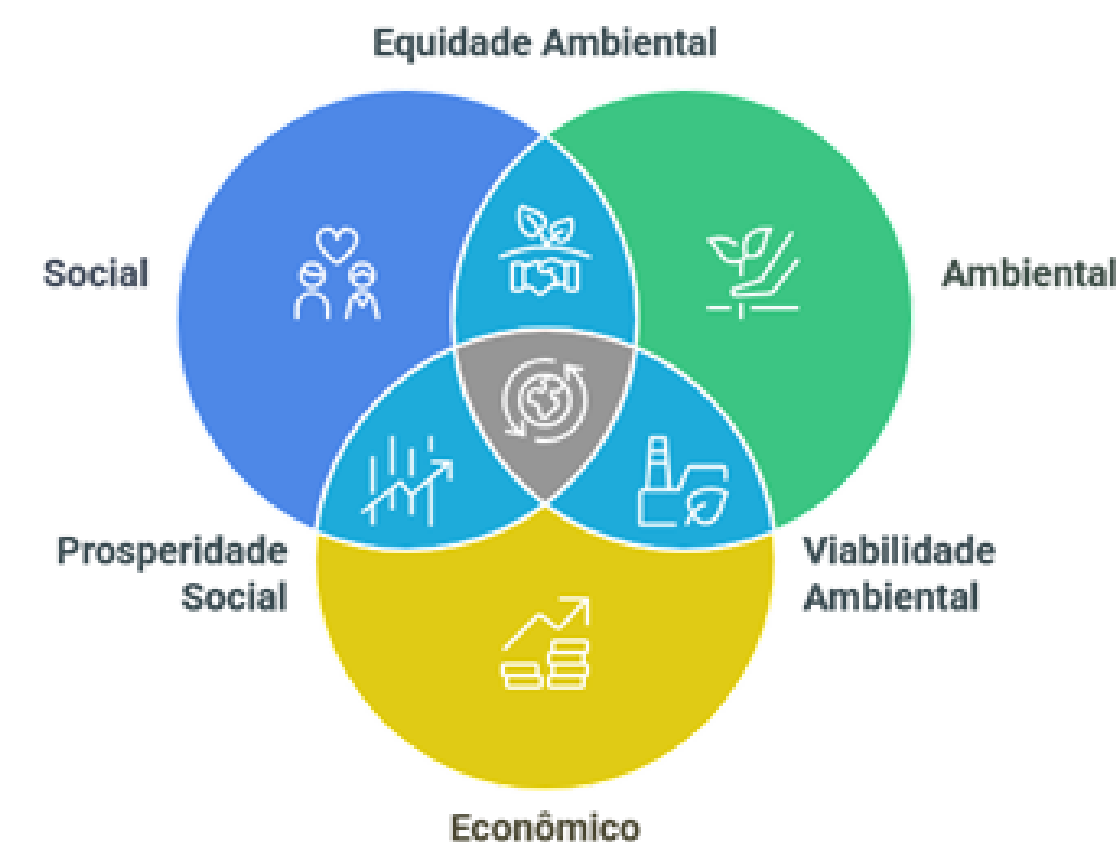 Equidade Ambiental
Social
Ambiental
Prosperidade
Social
Viabilidade
Ambiental
Econômico